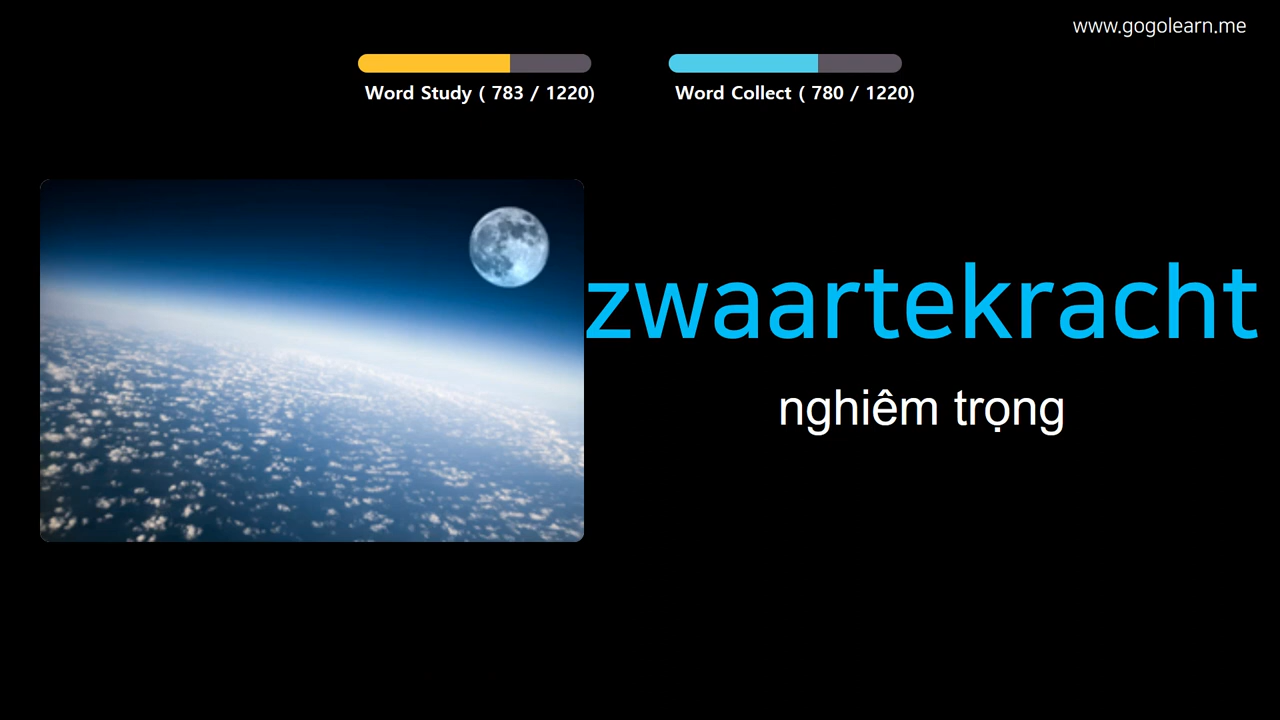 www.gogolearn.me
Word Study ( 783 / 1220)
Word Collect ( 780 / 1220)
zwaartekracht
nghiêm trọng